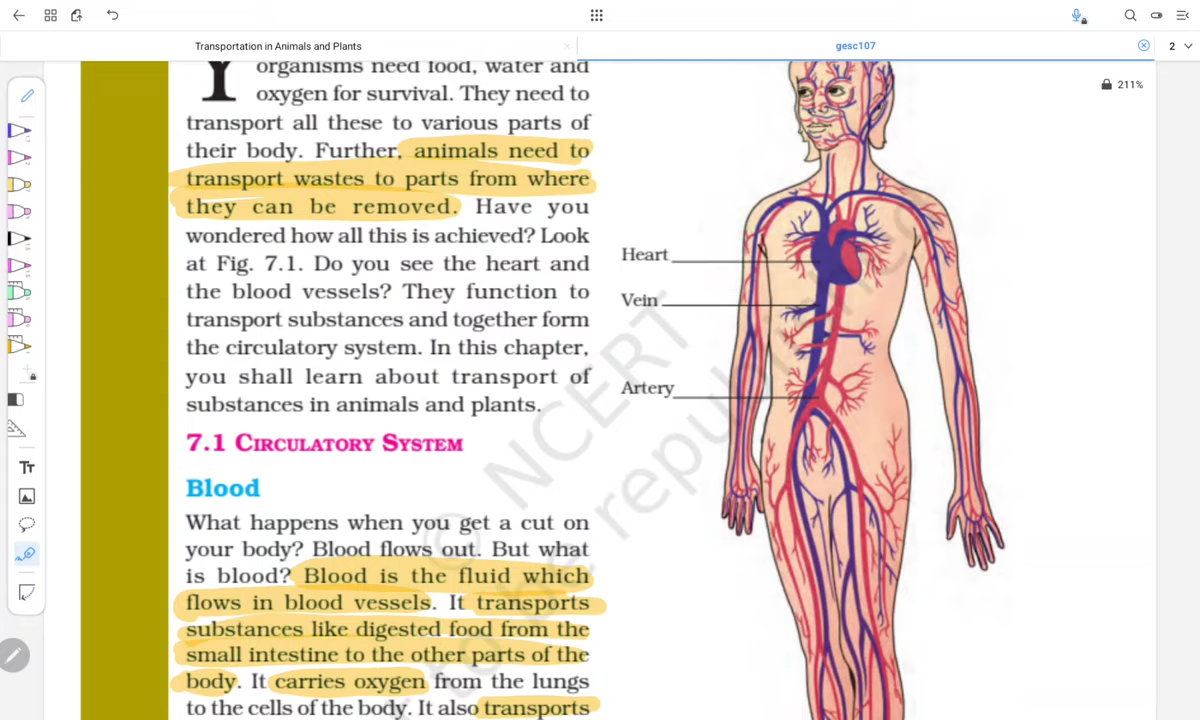 Transportation in Animals and Plants
gesc107
2
211%
Y organisms need food, water and
oxygen for survival. They need to
transport all these to various parts of
their body. Further, animals need to
transport wastes to parts from where
they can be removed. Have you
wondered how all this is achieved? Look
at Fig. 7.1. Do you see the heart and
the blood vessels? They function to
transport substances and together form
the circulatory system. In this chapter,
you shall learn about transport of
substances in animals and plants.
7.1 CIRCULATORY SYSTEM
Blood
What happens when you get a cut on
your body? Blood flows out. But what
is blood? Blood is the fluid which
flows in blood vessels. It transports
substances like digested food from the
small intestine to the other parts of the
body. It carries oxygen from the lungs
to the cells of the body. It also transports
Heart
Vein
Artery
© NCERT
Tт